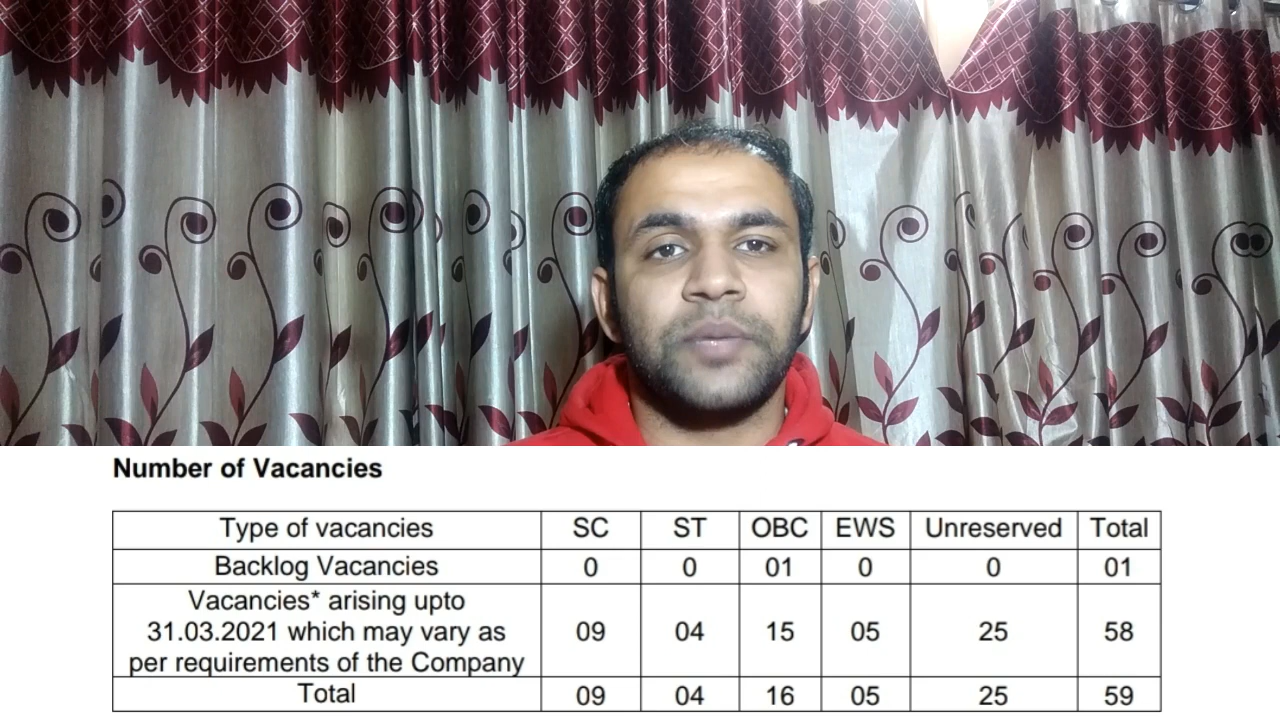 Number of Vacancies
Type of vacancies SC ST OBC EWS Unreserved Total
Backlog Vacancies 0 0 01 0 0 01
Vacancies* arising upto
31.03.2021 which may vary as 09 04 15 05 25 58
per requirements of the Company
Total 09 04 16 05 25 59